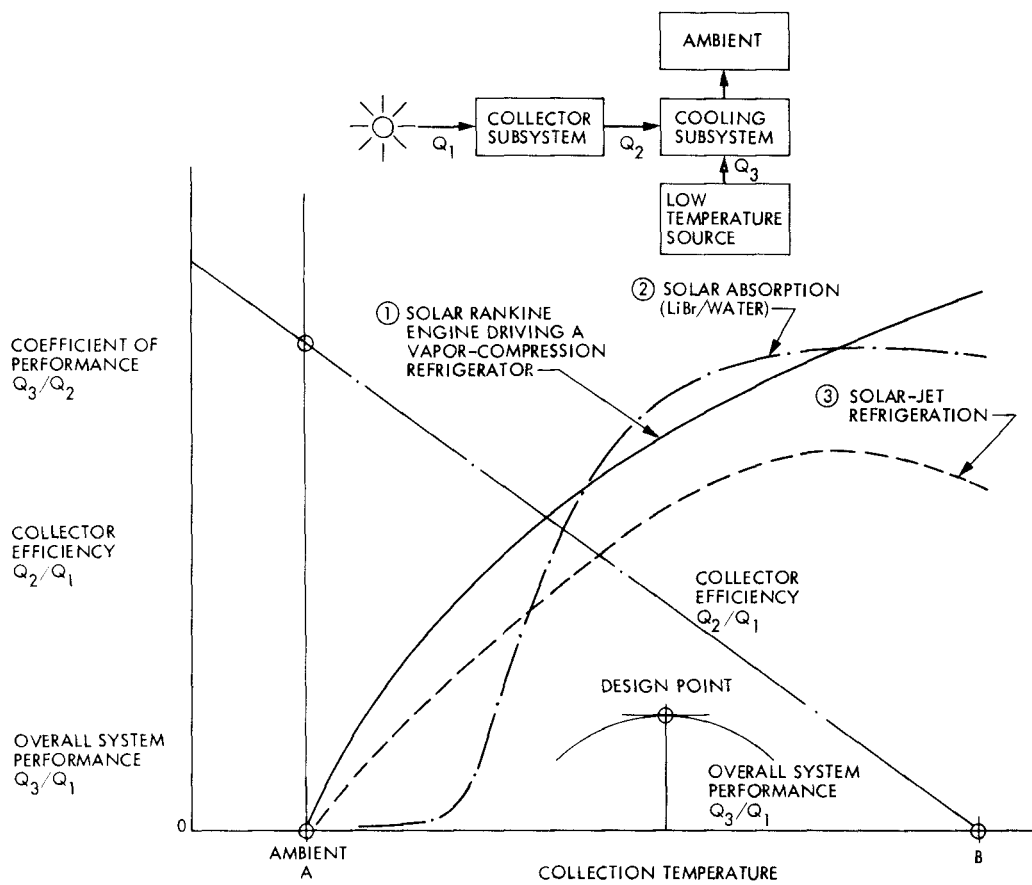 AMBIENT
COLLECTOR
SUBSYSTEM
COOLING
SUBSYSTEM
Q1
Q2
Q3
LOW
TEMPERATURE
SOURCE
② SOLAR ABSORPTION
(LiBr/WATER)
① SOLAR RANKINE
ENGINE DRIVING A
VAPOR-COMPRESSION
REFRIGERATOR
③ SOLAR-JET
REFRIGERATION
COEFFICIENT OF
PERFORMANCE
Q3/Q2
COLLECTOR
EFFICIENCY
Q2/Q1
COLLECTOR
EFFICIENCY
Q2/Q1
DESIGN POINT
OVERALL SYSTEM
PERFORMANCE
Q3/Q1
OVERALL SYSTEM
PERFORMANCE
Q3/Q1
0
AMBIENT
A
COLLECTION TEMPERATURE
B